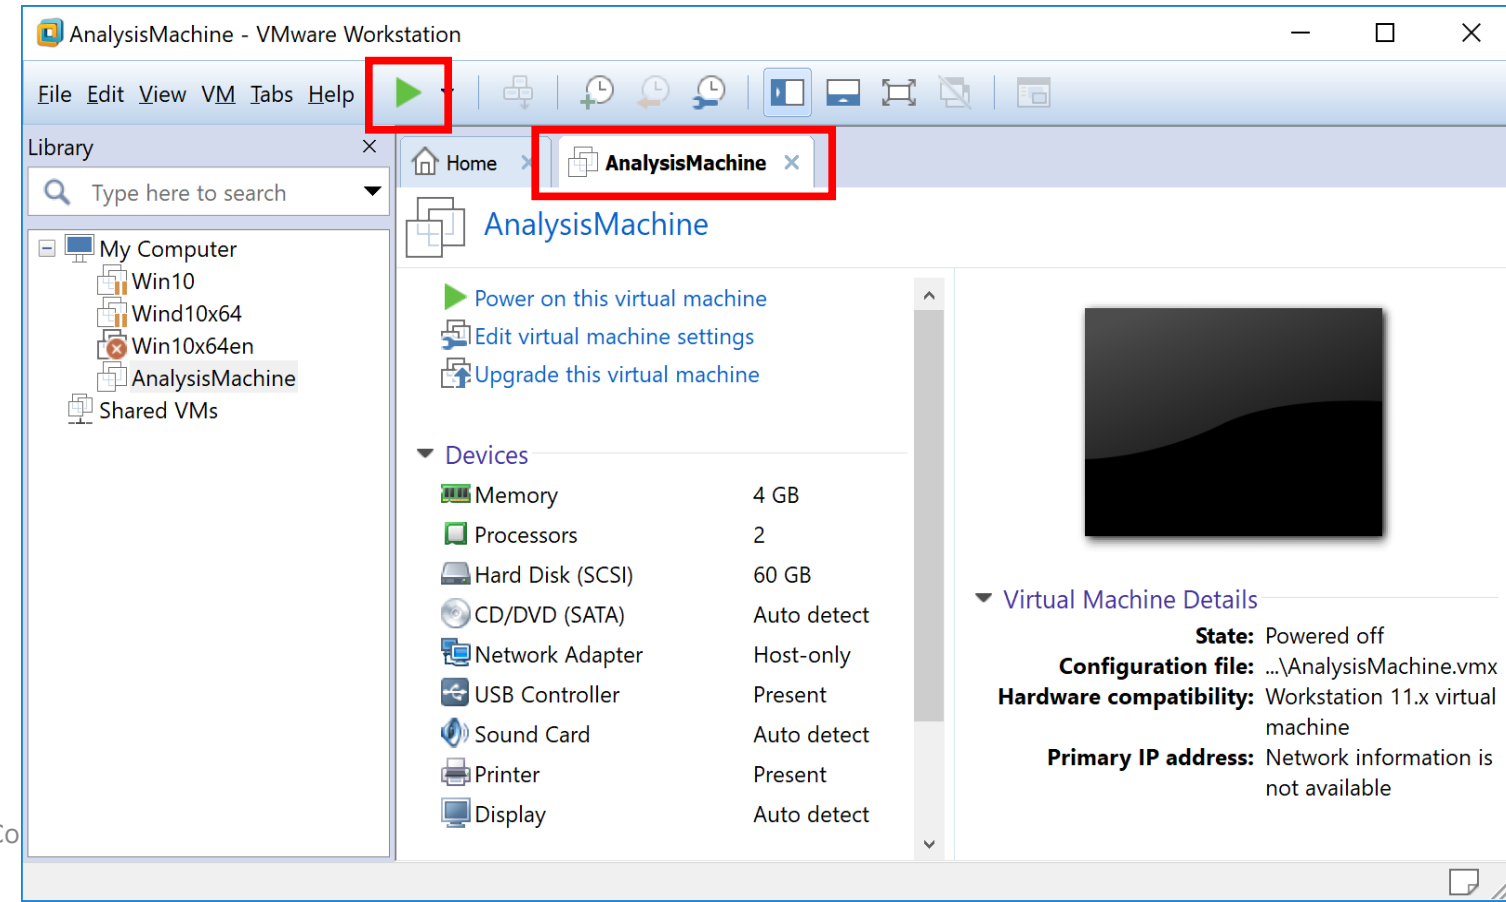 AnalysisMachine - VMware Workstation
File Edit View VM Tabs Help
Library
Home
AnalysisMachine
Type here to search
AnalysisMachine
My Computer
Win10
Wind10x64
Win10x64en
AnalysisMachine
Shared VMs
Power on this virtual machine
Edit virtual machine settings
Upgrade this virtual machine
Devices
Memory 4 GB
Processors 2
Hard Disk (SCSI) 60 GB
CD/DVD (SATA) Auto detect
Network Adapter Host-only
USB Controller Present
Sound Card Auto detect
Printer Present
Display Auto detect
Virtual Machine Details
State: Powered off
Configuration file: ...\AnalysisMachine.vmx
Hardware compatibility: Workstation 11.x virtual
machine
Primary IP address: Network information is
not available